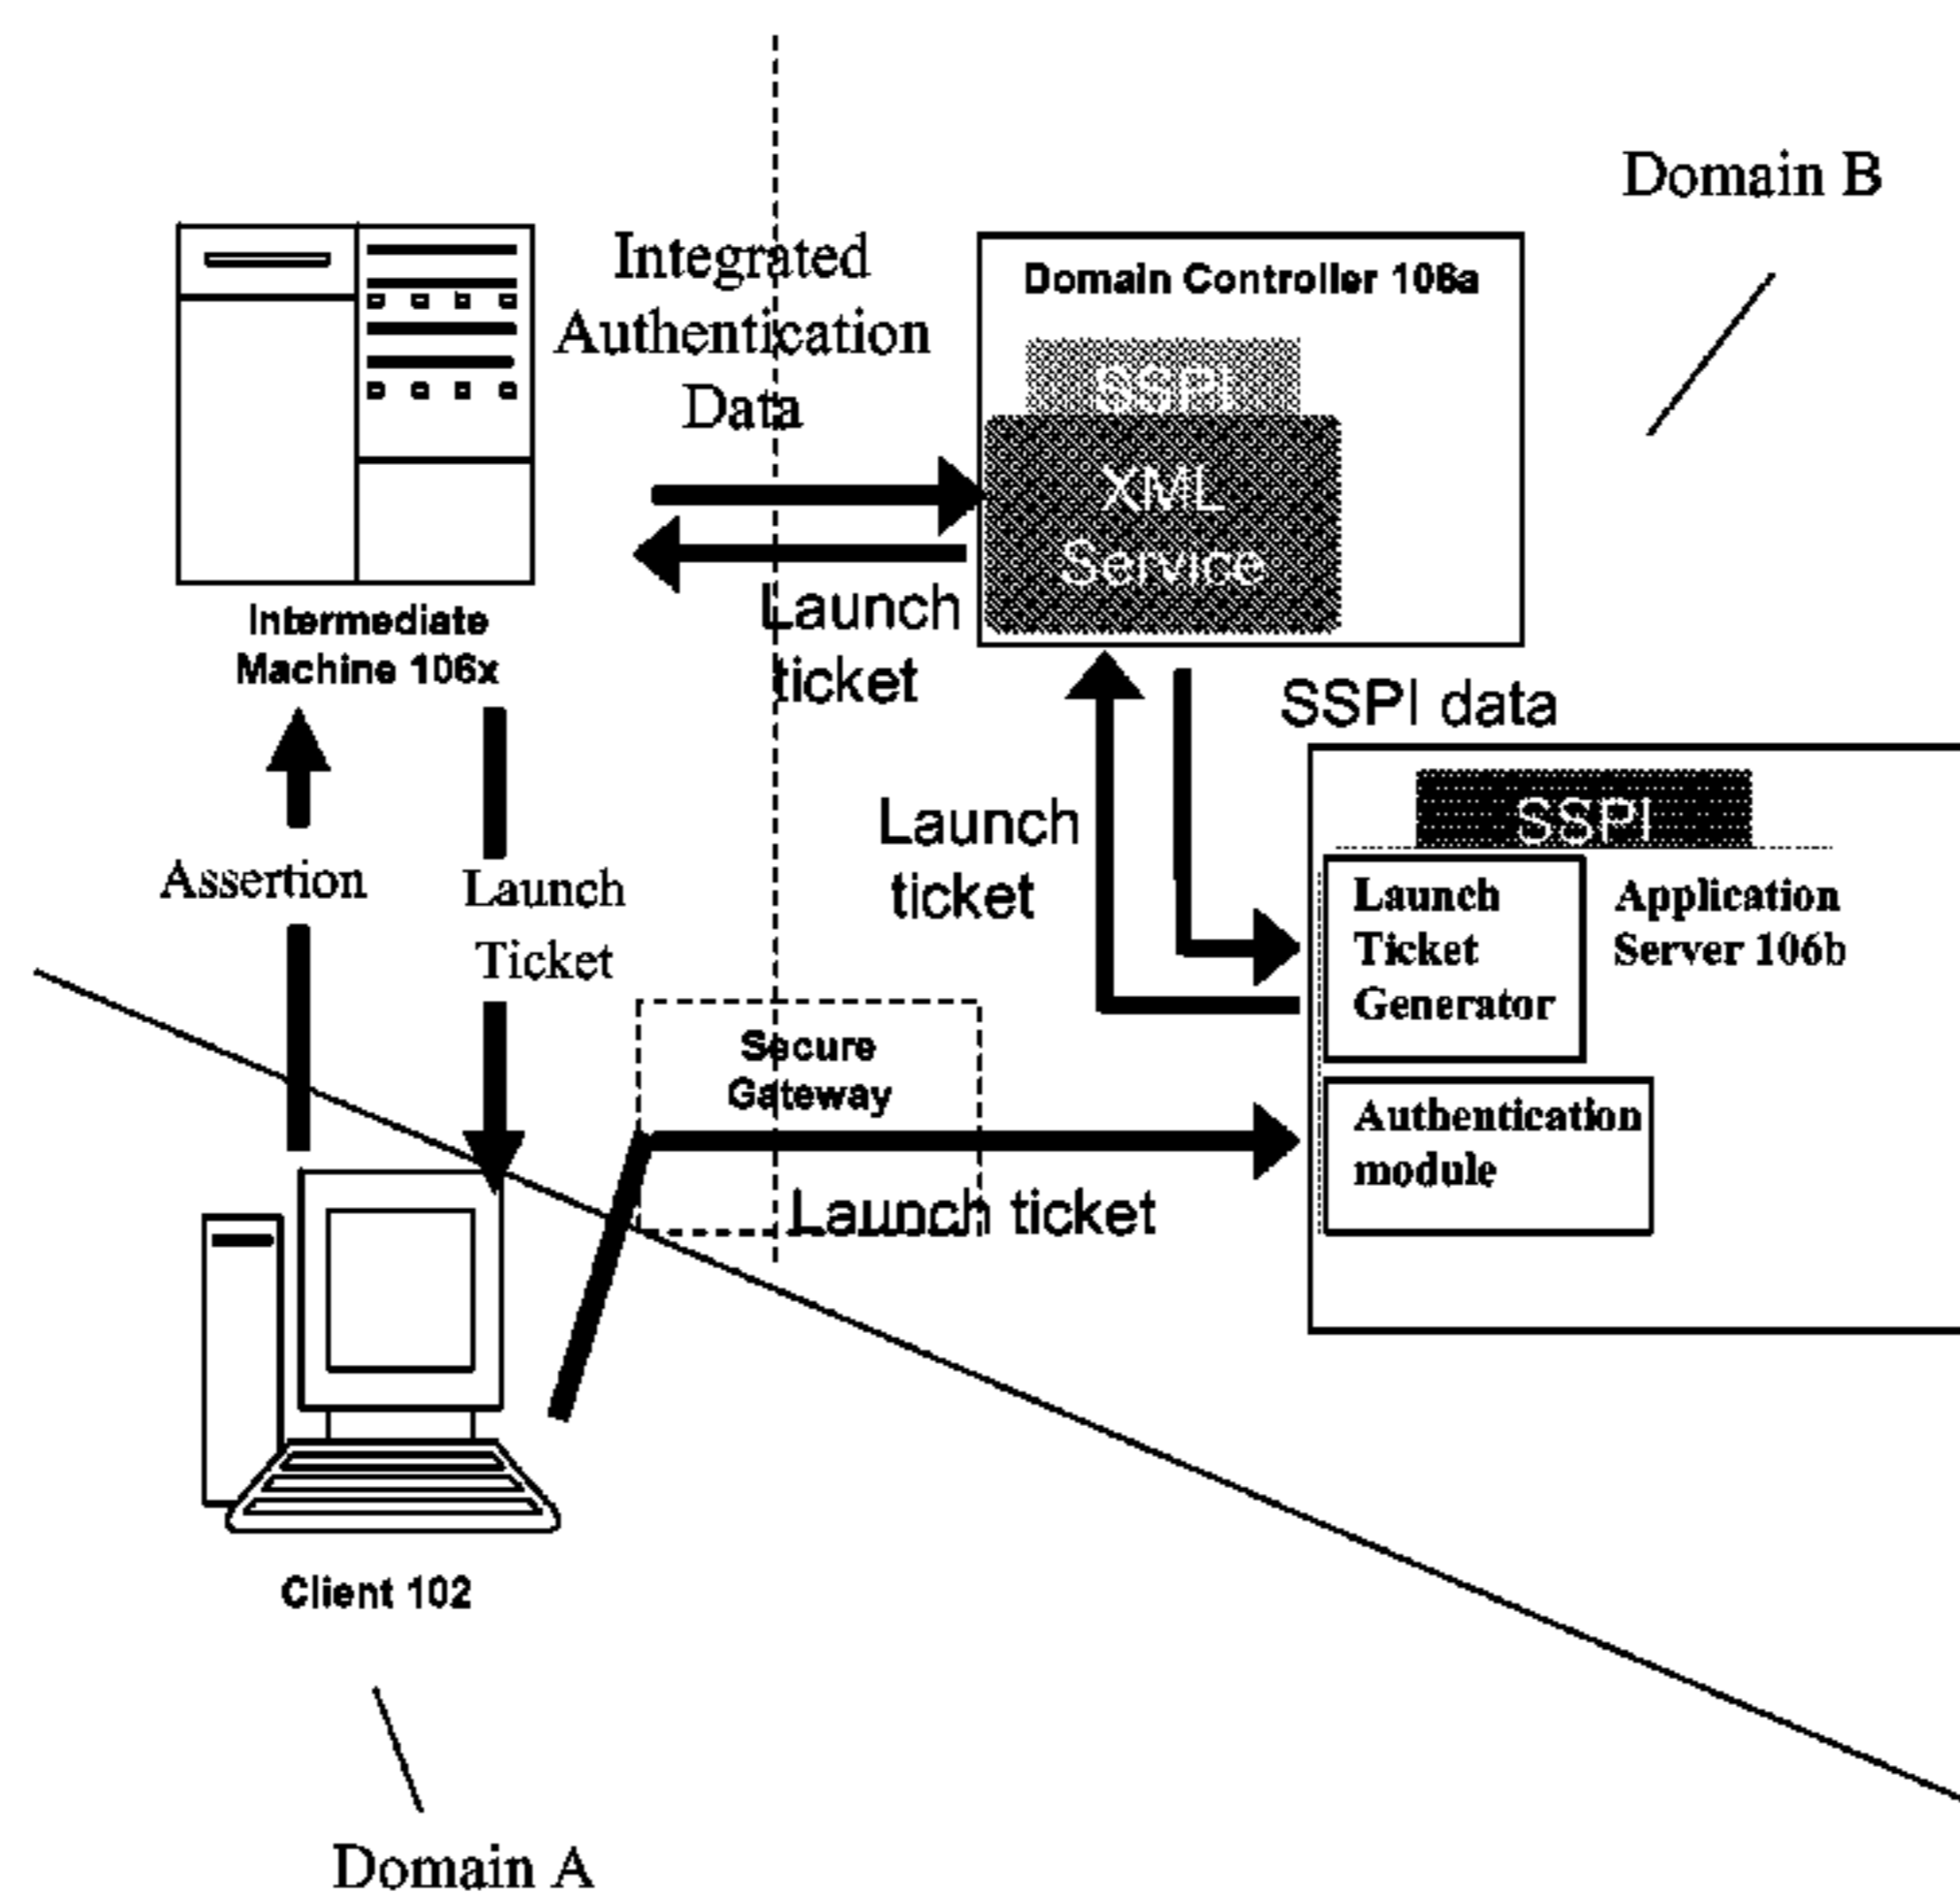 Domain B
Integrated
Authentication
Data
Domain Controller 106a
SSPI
XML
Service
Launch
ticket
Intermediate
Machine 106x
SSPI data
SSPI
Launch
ticket
Launch
Ticket
Generator
Application
Server 106b
Assertion
Launch
Ticket
Secure
Gateway
Authentication
module
Launch ticket
Client 102
Domain A